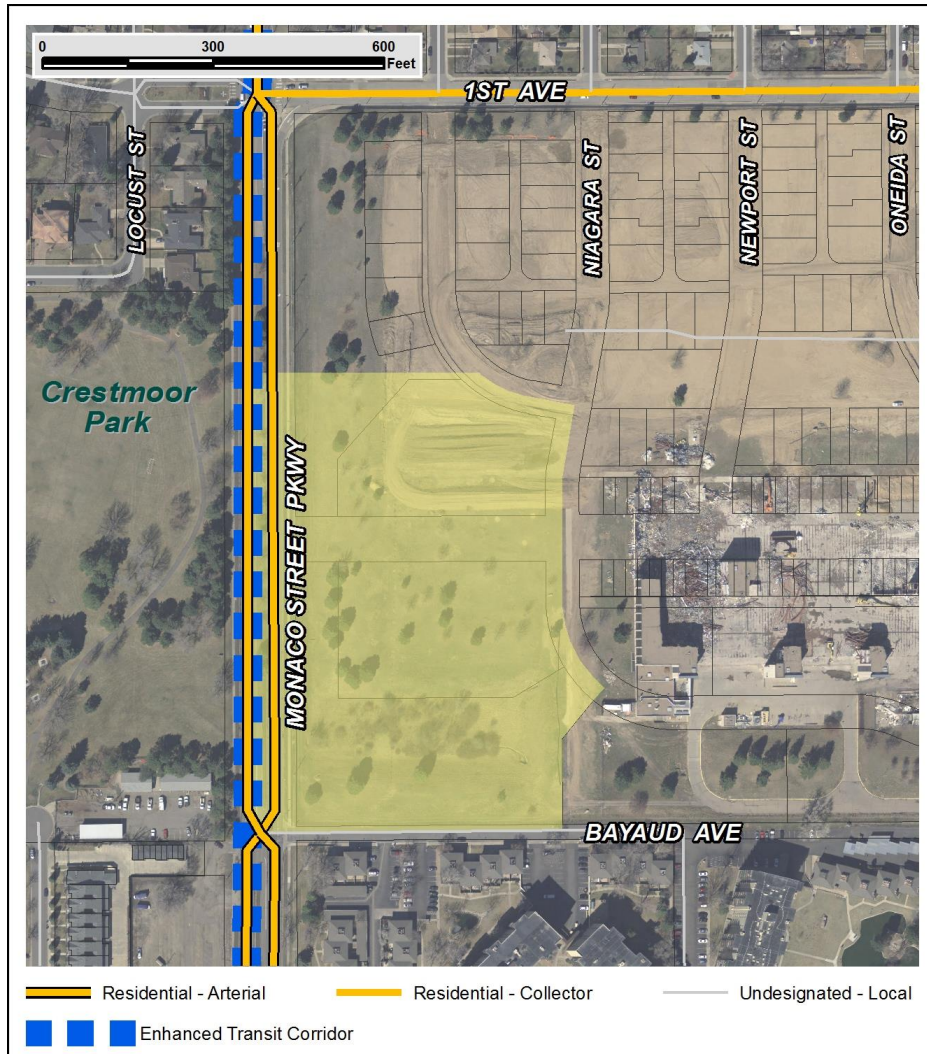 0 300 600
Feet
1ST AVE
LOCUST ST
NIAGARA ST
NEWPORT ST
ONEIDA ST
Crestmoor
Park
MONACO STREET PKWY
BAYAUD AVE
Residential - Arterial
Residential - Collector
Undesignated - Local
Enhanced Transit Corridor